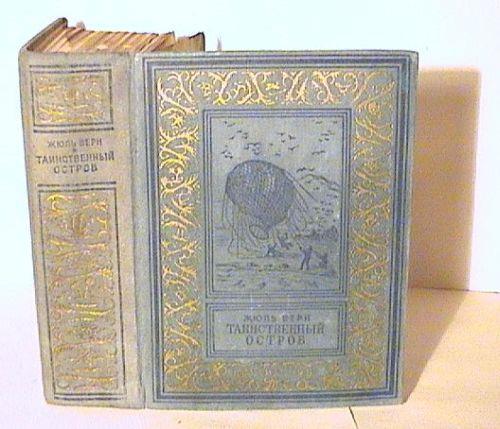 ЖЮЛЬ ВЕРН
ТАИНСТВЕННЫЙ
ОСТРОВ
ЖЮЛЬ ВЕРН
ТАИНСТВЕННЫЙ
ОСТРОВ